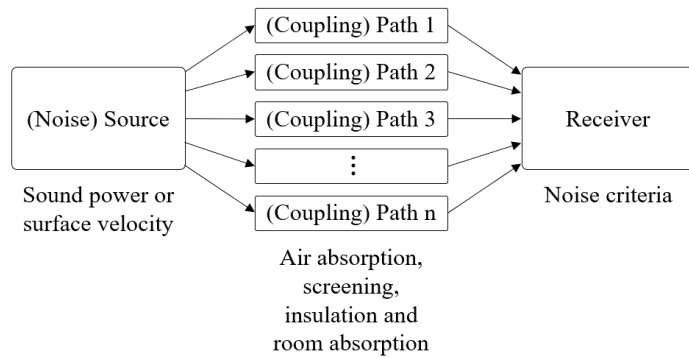 (Coupling) Path 1
(Coupling) Path 2
(Noise) Source
(Coupling) Path 3
Receiver
⋮
Sound power or
surface velocity
(Coupling) Path n
Noise criteria
Air absorption,
screening,
insulation and
room absorption